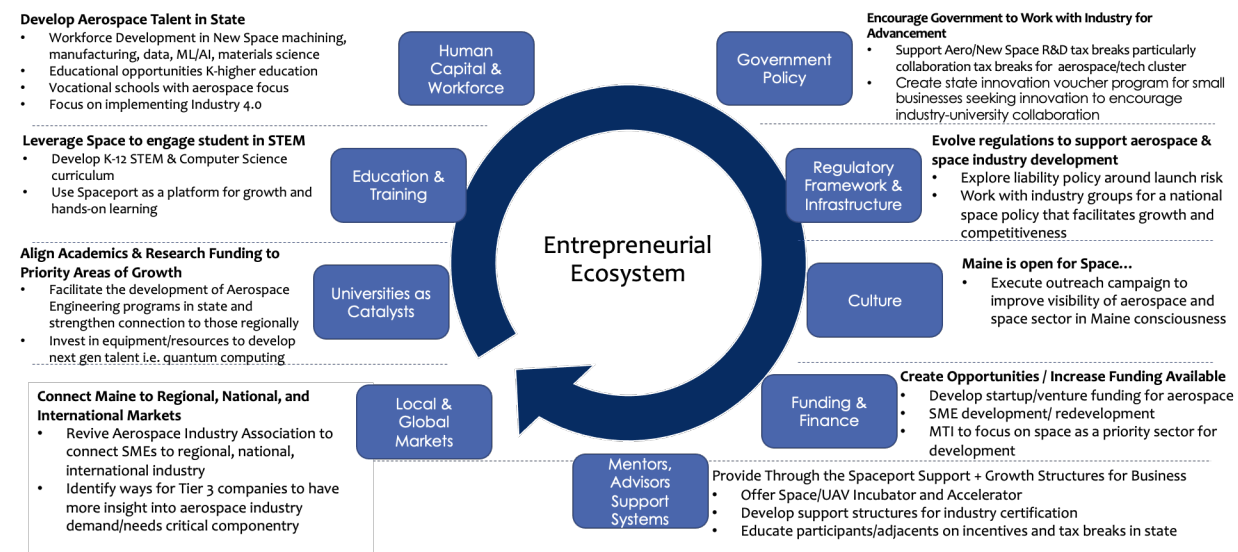 Develop Aerospace Talent in State
• Workforce Development in New Space machining,
manufacturing, data, ML/AI, materials science
• Educational opportunities K-higher education
• Vocational schools with aerospace focus
• Focus on implementing Industry 4.0
Human
Capital &
Workforce
Leverage Space to engage student in STEM
• Develop K-12 STEM & Computer Science
curriculum
• Use Spaceport as a platform for growth and
hands-on learning
Education &
Training
Align Academics & Research Funding to
Priority Areas of Growth
• Facilitate the development of Aerospace
Engineering programs in state and
strengthen connection to those regionally
• Invest in equipment/resources to develop
next gen talent i.e. quantum computing
Universities as
Catalysts
Connect Maine to Regional, National, and
International Markets
• Revive Aerospace Industry Association to
connect SMEs to regional, national,
international industry
• Identify ways for Tier 3 companies to have
more insight into aerospace industry
demand/needs critical componentry
Local &
Global
Markets
Entrepreneurial
Ecosystem
Government
Policy
Encourage Government to Work with Industry for
Advancement
• Support Aero/New Space R&D tax breaks particularly
collaboration tax breaks for aerospace/tech cluster
• Create state innovation voucher program for small
businesses seeking innovation to encourage
industry-university collaboration
Regulatory
Framework &
Infrastructure
Evolve regulations to support aerospace &
space industry development
• Explore liability policy around launch risk
• Work with industry groups for a national
space policy that facilitates growth and
competitiveness
Culture
Maine is open for Space...
• Execute outreach campaign to
improve visibility of aerospace and
space sector in Maine consciousness
Funding &
Finance
Create Opportunities / Increase Funding Available
• Develop startup/venture funding for aerospace
• SME development/ redevelopment
• MTI to focus on space as a priority sector for
development
Mentors,
Advisors
Support
Systems
Provide Through the Spaceport Support + Growth Structures for Business
• Offer Space/UAV Incubator and Accelerator
• Develop support structures for industry certification
• Educate participants/adjacents on incentives and tax breaks in state